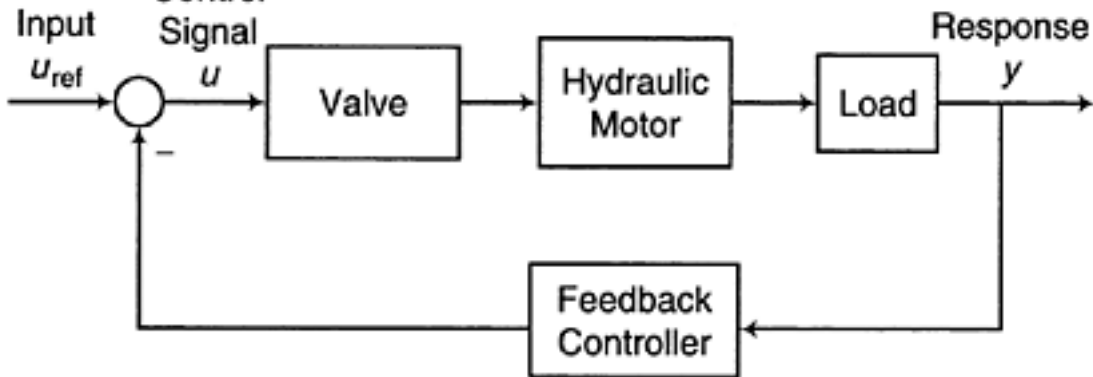 Input
u_ref
Signal
u
Valve
Hydraulic
Motor
Load
Response
y
−
Feedback
Controller